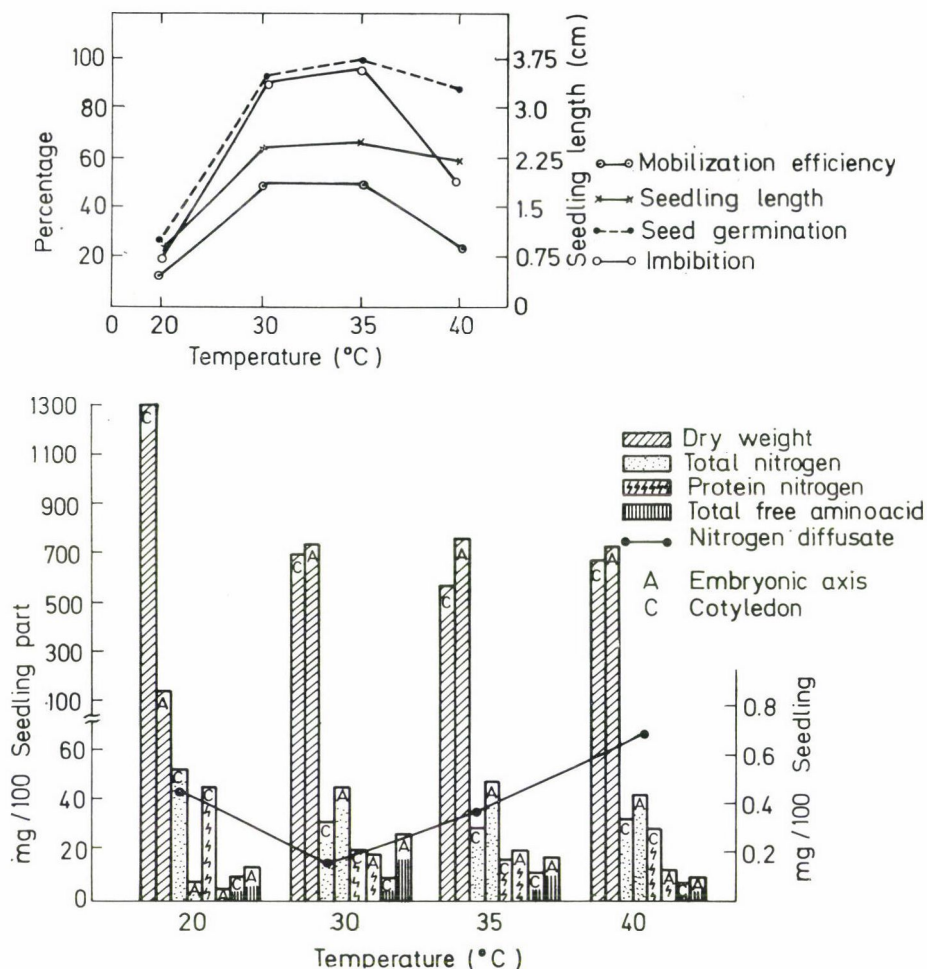 100
80
60
40
20
Percentage
3.75
3.0
2.25
1.5
0.75
0
Seedling length (cm)
0 20 30 35 40
Temperature (°C)
Mobilization efficiency
Seedling length
Seed germination
Imbibition
1300
1100
900
700
500
300
100
60
40
20
0
mg/100 Seedling part
Dry weight
Total nitrogen
Protein nitrogen
Total free aminoacid
Nitrogen diffusate
A Embryonic axis
C Cotyledon
0.8
0.6
0.4
0.2
mg/100 Seedling
C A C A C A C A
C A C A C A C A
C A C A C A C A
C A C A C A C A
20 30 35 40
Temperature (°C)